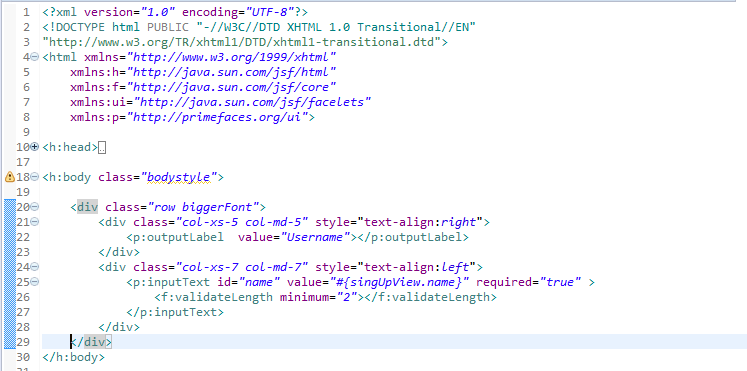 1 <?xml version="1.0" encoding="UTF-8"?>
2 <!DOCTYPE html PUBLIC "-//W3C//DTD XHTML 1.0 Transitional//EN"
3 "http://www.w3.org/TR/xhtml1/DTD/xhtml1-transitional.dtd">
4 <html xmlns="http://www.w3.org/1999/xhtml"
5     xmlns:h="http://java.sun.com/jsf/html"
6     xmlns:f="http://java.sun.com/jsf/core"
7     xmlns:ui="http://java.sun.com/jsf/facelets"
8     xmlns:p="http://primefaces.org/ui">
9
10 <h:head>
17
18 <h:body class="bodystyle">
19
20     <div class="row biggerFont">
21         <div class="col-xs-5 col-md-5" style="text-align:right">
22             <p:outputLabel  value="Username"></p:outputLabel>
23         </div>
24         <div class="col-xs-7 col-md-7" style="text-align:left">
25             <p:inputText id="name" value="#{singUpView.name}" required="true" >
26                 <f:validateLength minimum="2"></f:validateLength>
27             </p:inputText>
28         </div>
29     </div>
30 </h:body>